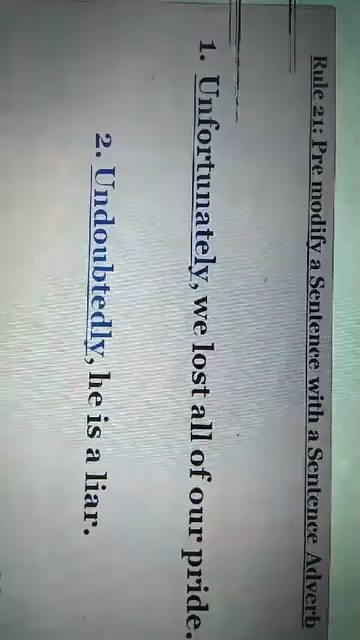 Rule 21: Pre modify a Sentence with a Sentence Adverb
1. Unfortunately, we lost all of our pride.
2. Undoubtedly, he is a liar.